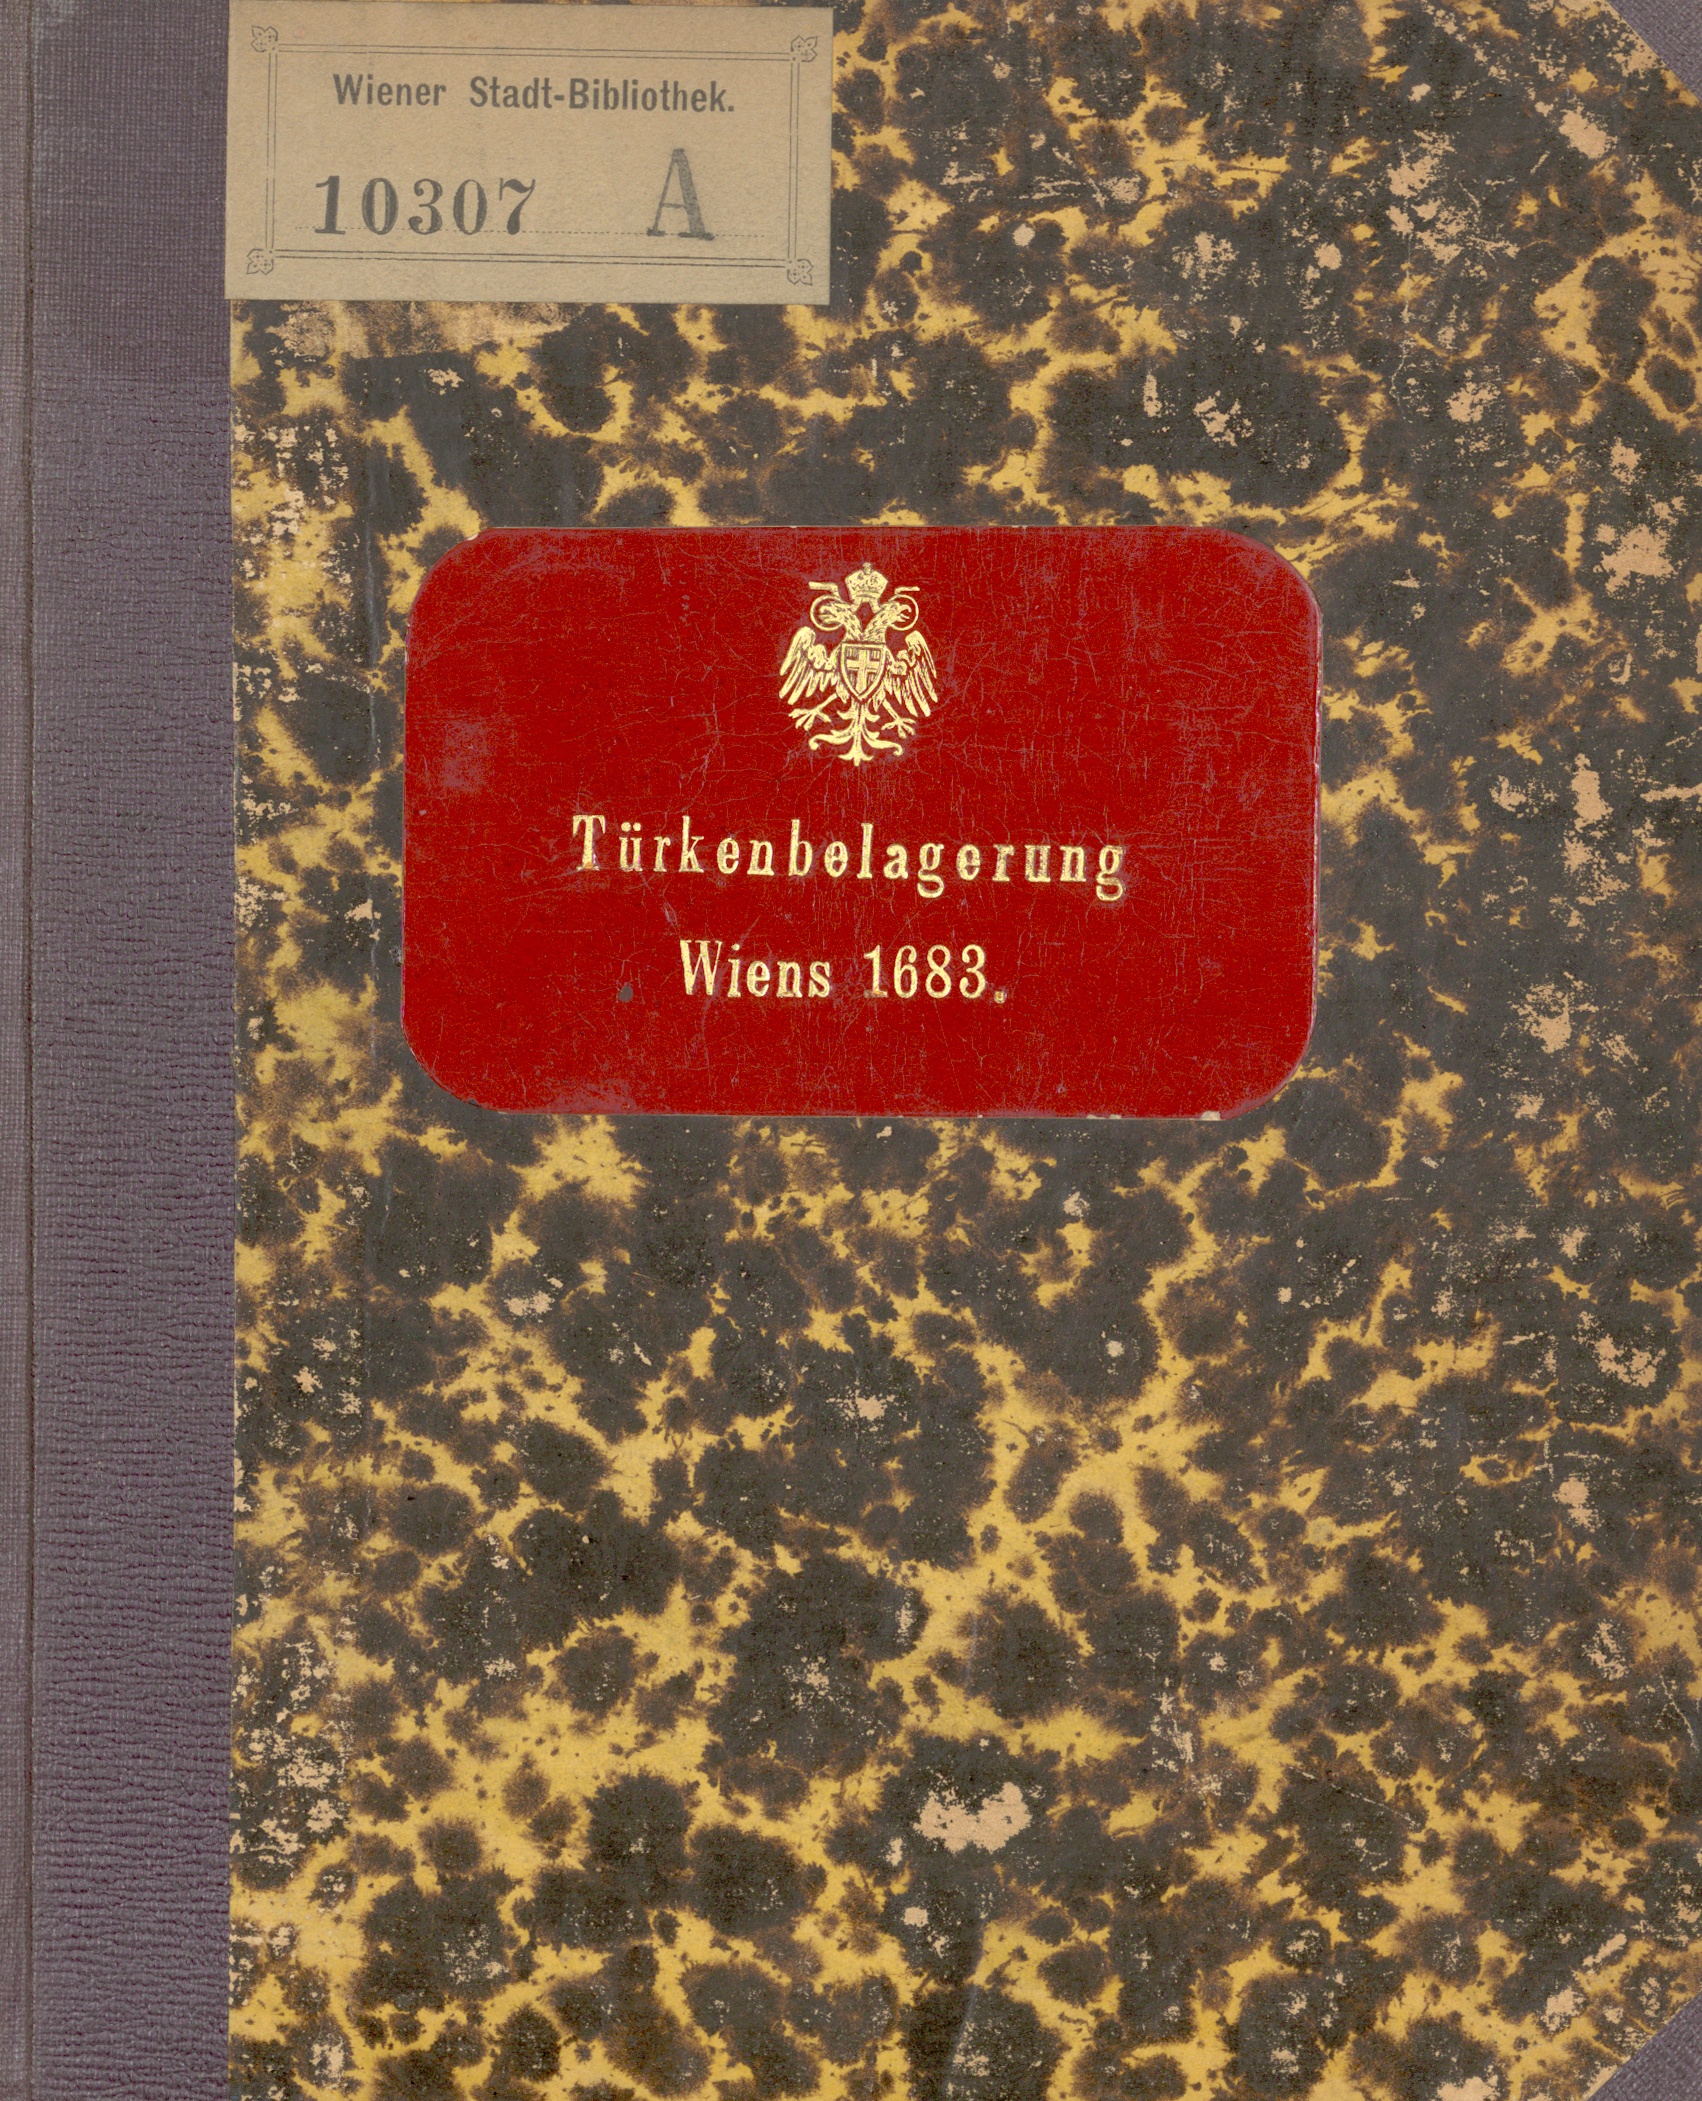 Wiener Stadt-Bibliothek.
10307 A
Türkenbelagerung
Wiens 1683.